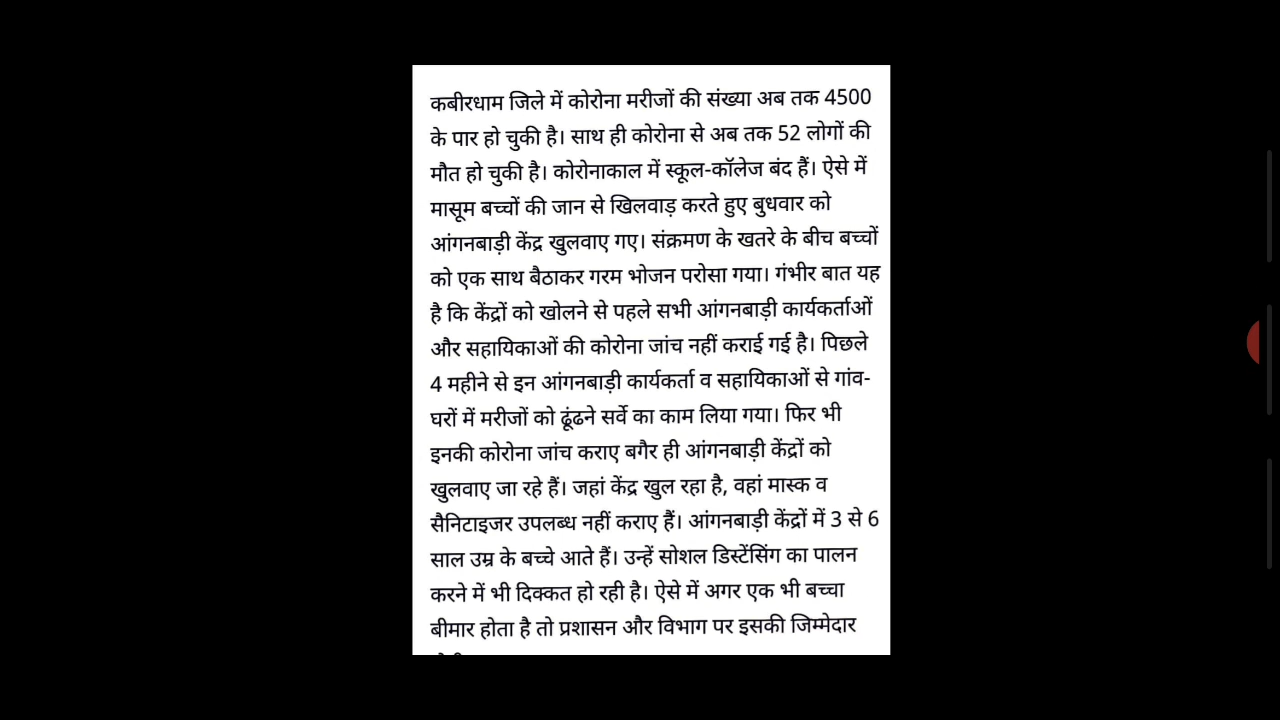 कबीरधाम जिले में कोरोना मरीजों की संख्या अब तक 4500
के पार हो चुकी है। साथ ही कोरोना से अब तक 52 लोगों की
मौत हो चुकी है। कोरोनाकाल में स्कूल-कॉलेज बंद हैं। ऐसे में
मासूम बच्चों की जान से खिलवाड़ करते हुए बुधवार को
आंगनबाड़ी केंद्र खुलवाए गए। संक्रमण के खतरे के बीच बच्चों
को एक साथ बैठाकर गरम भोजन परोसा गया। गंभीर बात यह
है कि केंद्रों को खोलने से पहले सभी आंगनबाड़ी कार्यकर्ताओं
और सहायिकाओं की कोरोना जांच नहीं कराई गई है। पिछले
4 महीने से इन आंगनबाड़ी कार्यकर्ता व सहायिकाओं से गांव-
घरों में मरीजों को ढूंढने सर्वे का काम लिया गया। फिर भी
इनकी कोरोना जांच कराए बगैर ही आंगनबाड़ी केंद्रों को
खुलवाए जा रहे हैं। जहां केंद्र खुल रहा है, वहां मास्क व
सैनिटाइजर उपलब्ध नहीं कराए हैं। आंगनबाड़ी केंद्रों में 3 से 6
साल उम्र के बच्चे आते हैं। उन्हें सोशल डिस्टेंसिंग का पालन
करने में भी दिक्कत हो रही है। ऐसे में अगर एक भी बच्चा
बीमार होता है तो प्रशासन और विभाग पर इसकी जिम्मेदार